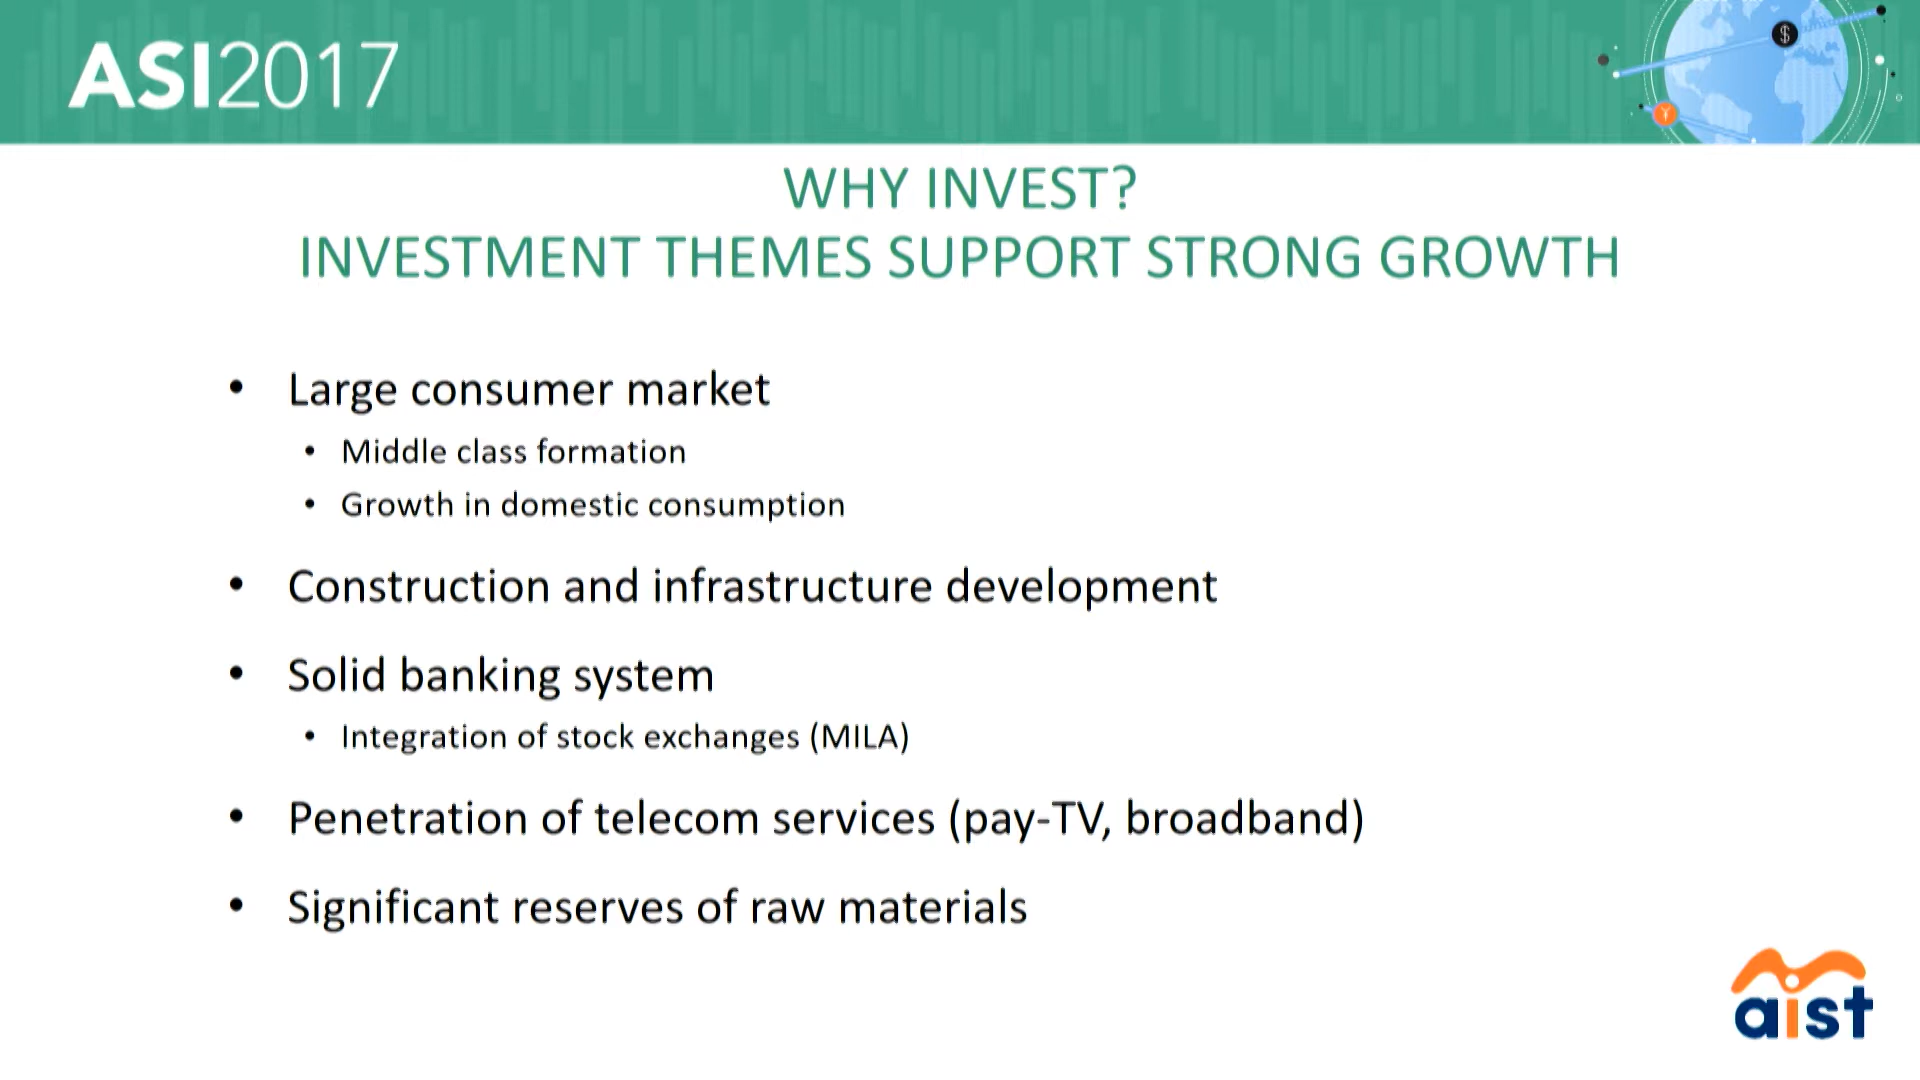 ASI2017
$
¥
WHY INVEST?
INVESTMENT THEMES SUPPORT STRONG GROWTH
• Large consumer market
• Middle class formation
• Growth in domestic consumption
• Construction and infrastructure development
• Solid banking system
• Integration of stock exchanges (MILA)
• Penetration of telecom services (pay-TV, broadband)
• Significant reserves of raw materials
aist